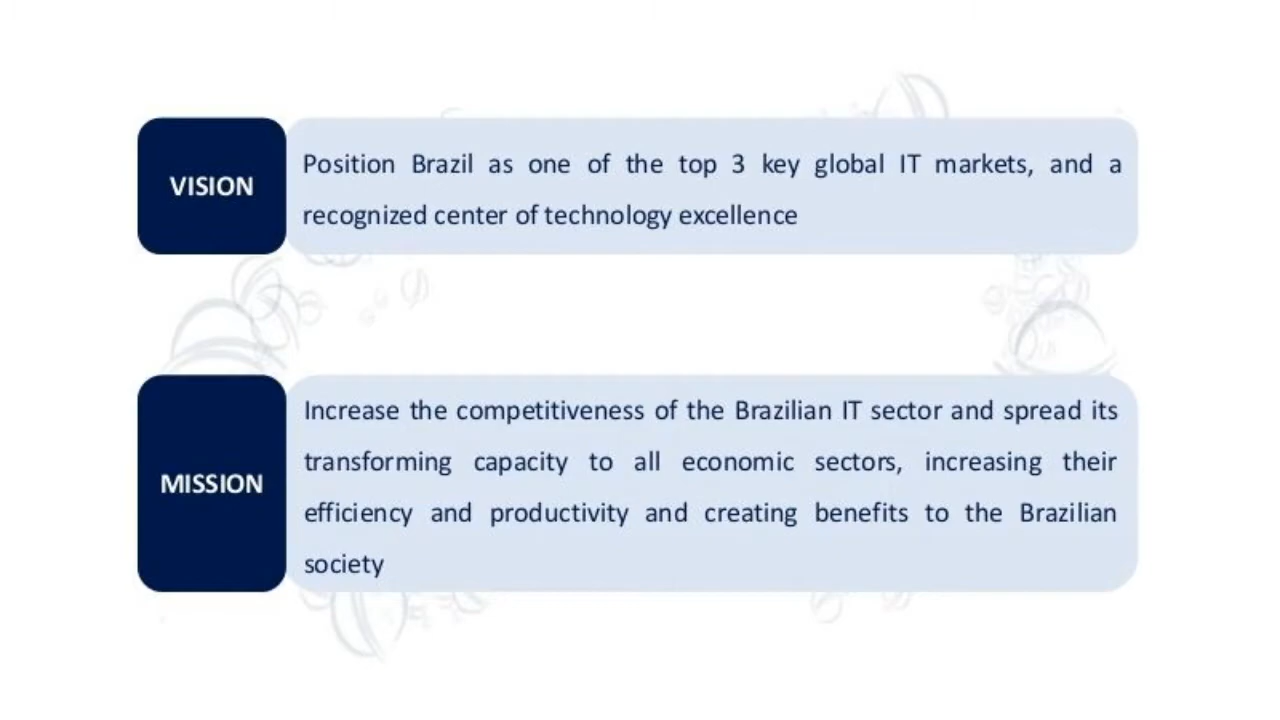 VISION
Position Brazil as one of the top 3 key global IT markets, and a
recognized center of technology excellence
MISSION
Increase the competitiveness of the Brazilian IT sector and spread its
transforming capacity to all economic sectors, increasing their
efficiency and productivity and creating benefits to the Brazilian
society